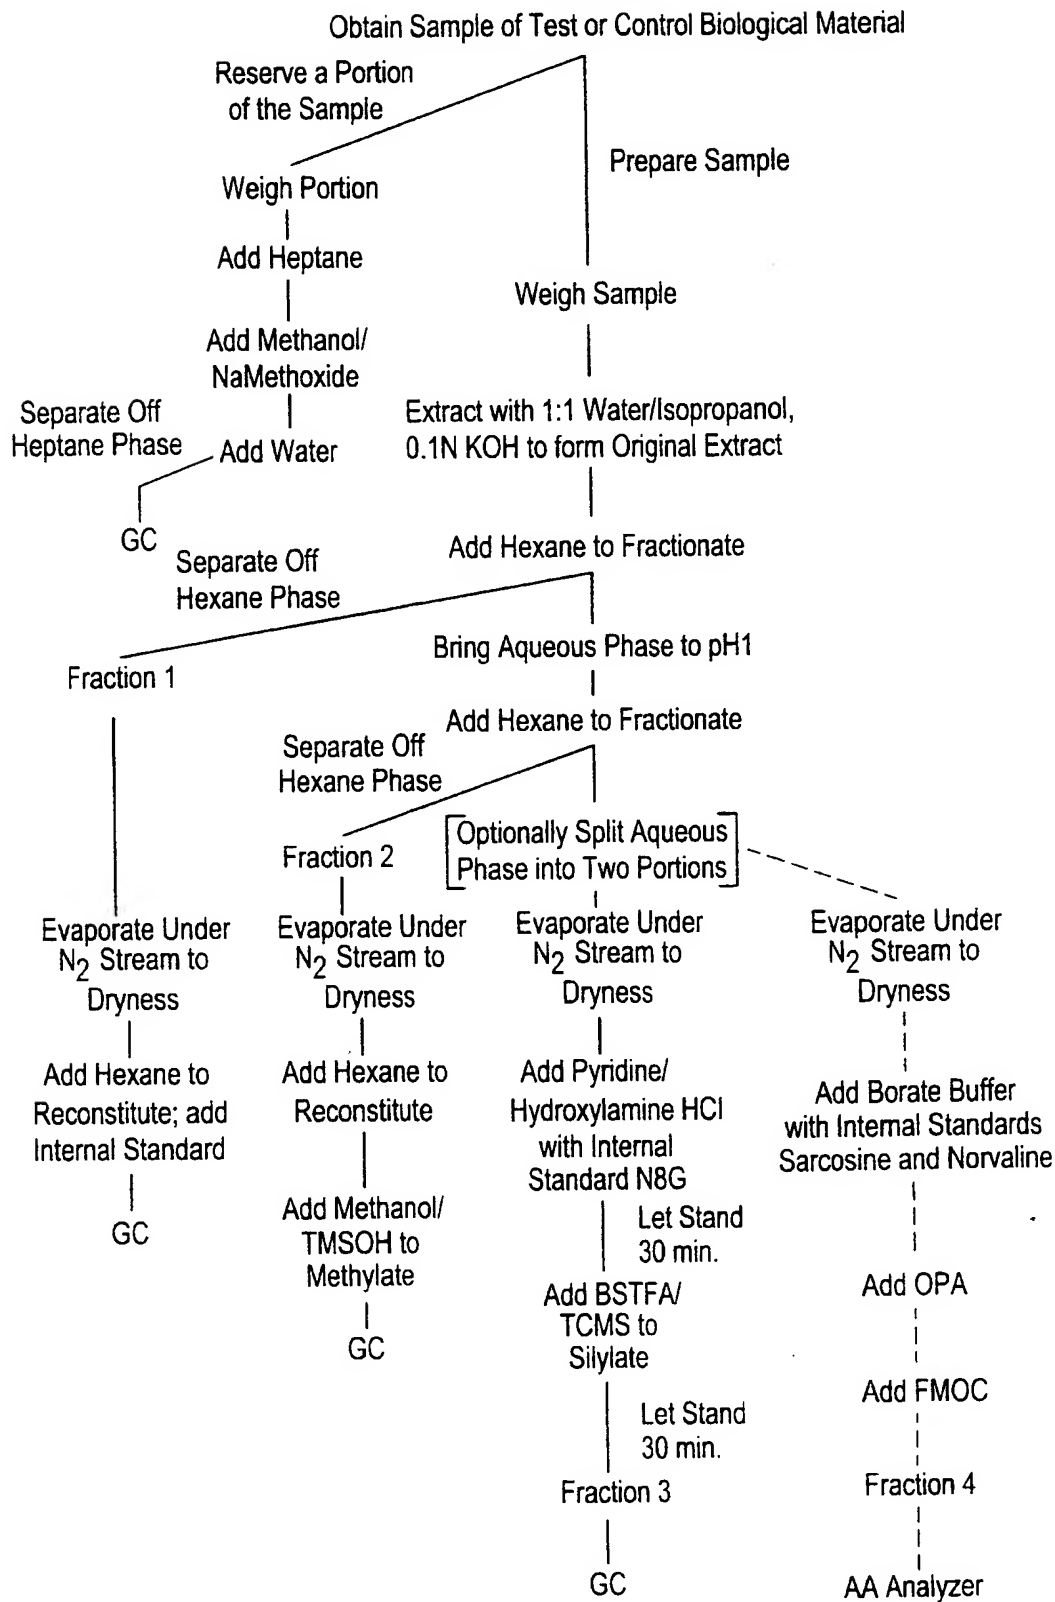 Obtain Sample of Test or Control Biological Material
Reserve a Portion
of the Sample
Prepare Sample
Weigh Portion
Add Heptane
Weigh Sample
Add Methanol/
NaMethoxide
Separate Off
Heptane Phase
Add Water
GC
Extract with 1:1 Water/Isopropanol,
0.1N KOH to form Original Extract
Add Hexane to Fractionate
Separate Off
Hexane Phase
Fraction 1
Bring Aqueous Phase to pH1
Add Hexane to Fractionate
Separate Off
Hexane Phase
Fraction 2
Optionally Split Aqueous
Phase into Two Portions
Evaporate Under
N2 Stream to
Dryness
Add Hexane to
Reconstitute; add
Internal Standard
GC
Evaporate Under
N2 Stream to
Dryness
Add Hexane to
Reconstitute
Add Methanol/
TMSOH to
Methylate
GC
Evaporate Under
N2 Stream to
Dryness
Add Pyridine/
Hydroxylamine HCl
with Internal
Standard N8G
Let Stand
30 min.
Add BSTFA/
TCMS to
Silylate
Let Stand
30 min.
Fraction 3
GC
Evaporate Under
N2 Stream to
Dryness
Add Borate Buffer
with Internal Standards
Sarcosine and Norvaline
Add OPA
Add FMOC
Fraction 4
AA Analyzer